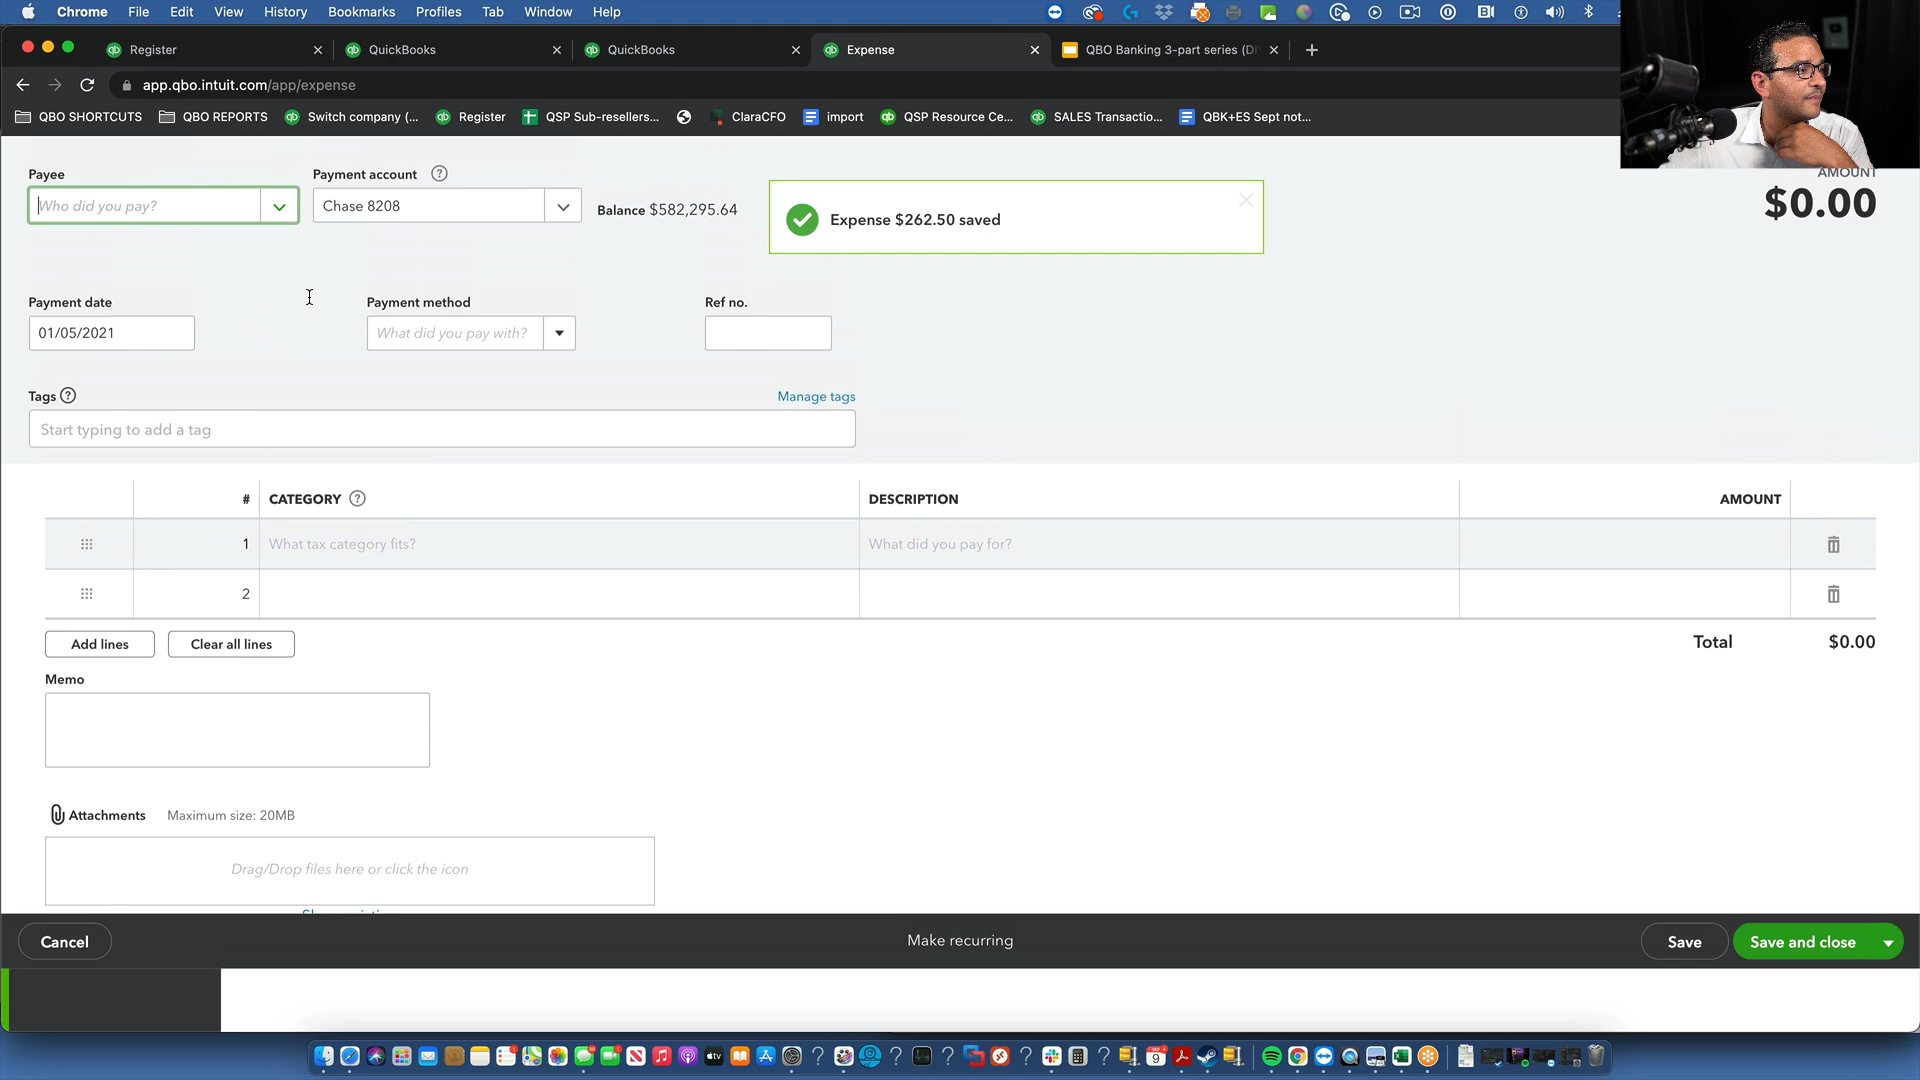 Chrome File Edit View History Bookmarks Profiles Tab Window Help
Register QuickBooks QuickBooks Expense QBO Banking 3-part series (DI
app.qbo.intuit.com/app/expense
QBO SHORTCUTS QBO REPORTS Switch company (... Register QSP Sub-resellers... ClaraCFO import QSP Resource Ce... SALES Transactio... QBK+ES Sept not...
Payee Payment account AMOUNT
Who did you pay? Chase 8208 Balance $582,295.64 $0.00
Expense $262.50 saved
Payment date Payment method Ref no.
01/05/2021 What did you pay with?
Tags Manage tags
Start typing to add a tag
# CATEGORY DESCRIPTION AMOUNT
1 What tax category fits? What did you pay for?
2
Add lines Clear all lines Total $0.00
Memo
Attachments Maximum size: 20MB
Drag/Drop files here or click the icon
Cancel Make recurring Save Save and close